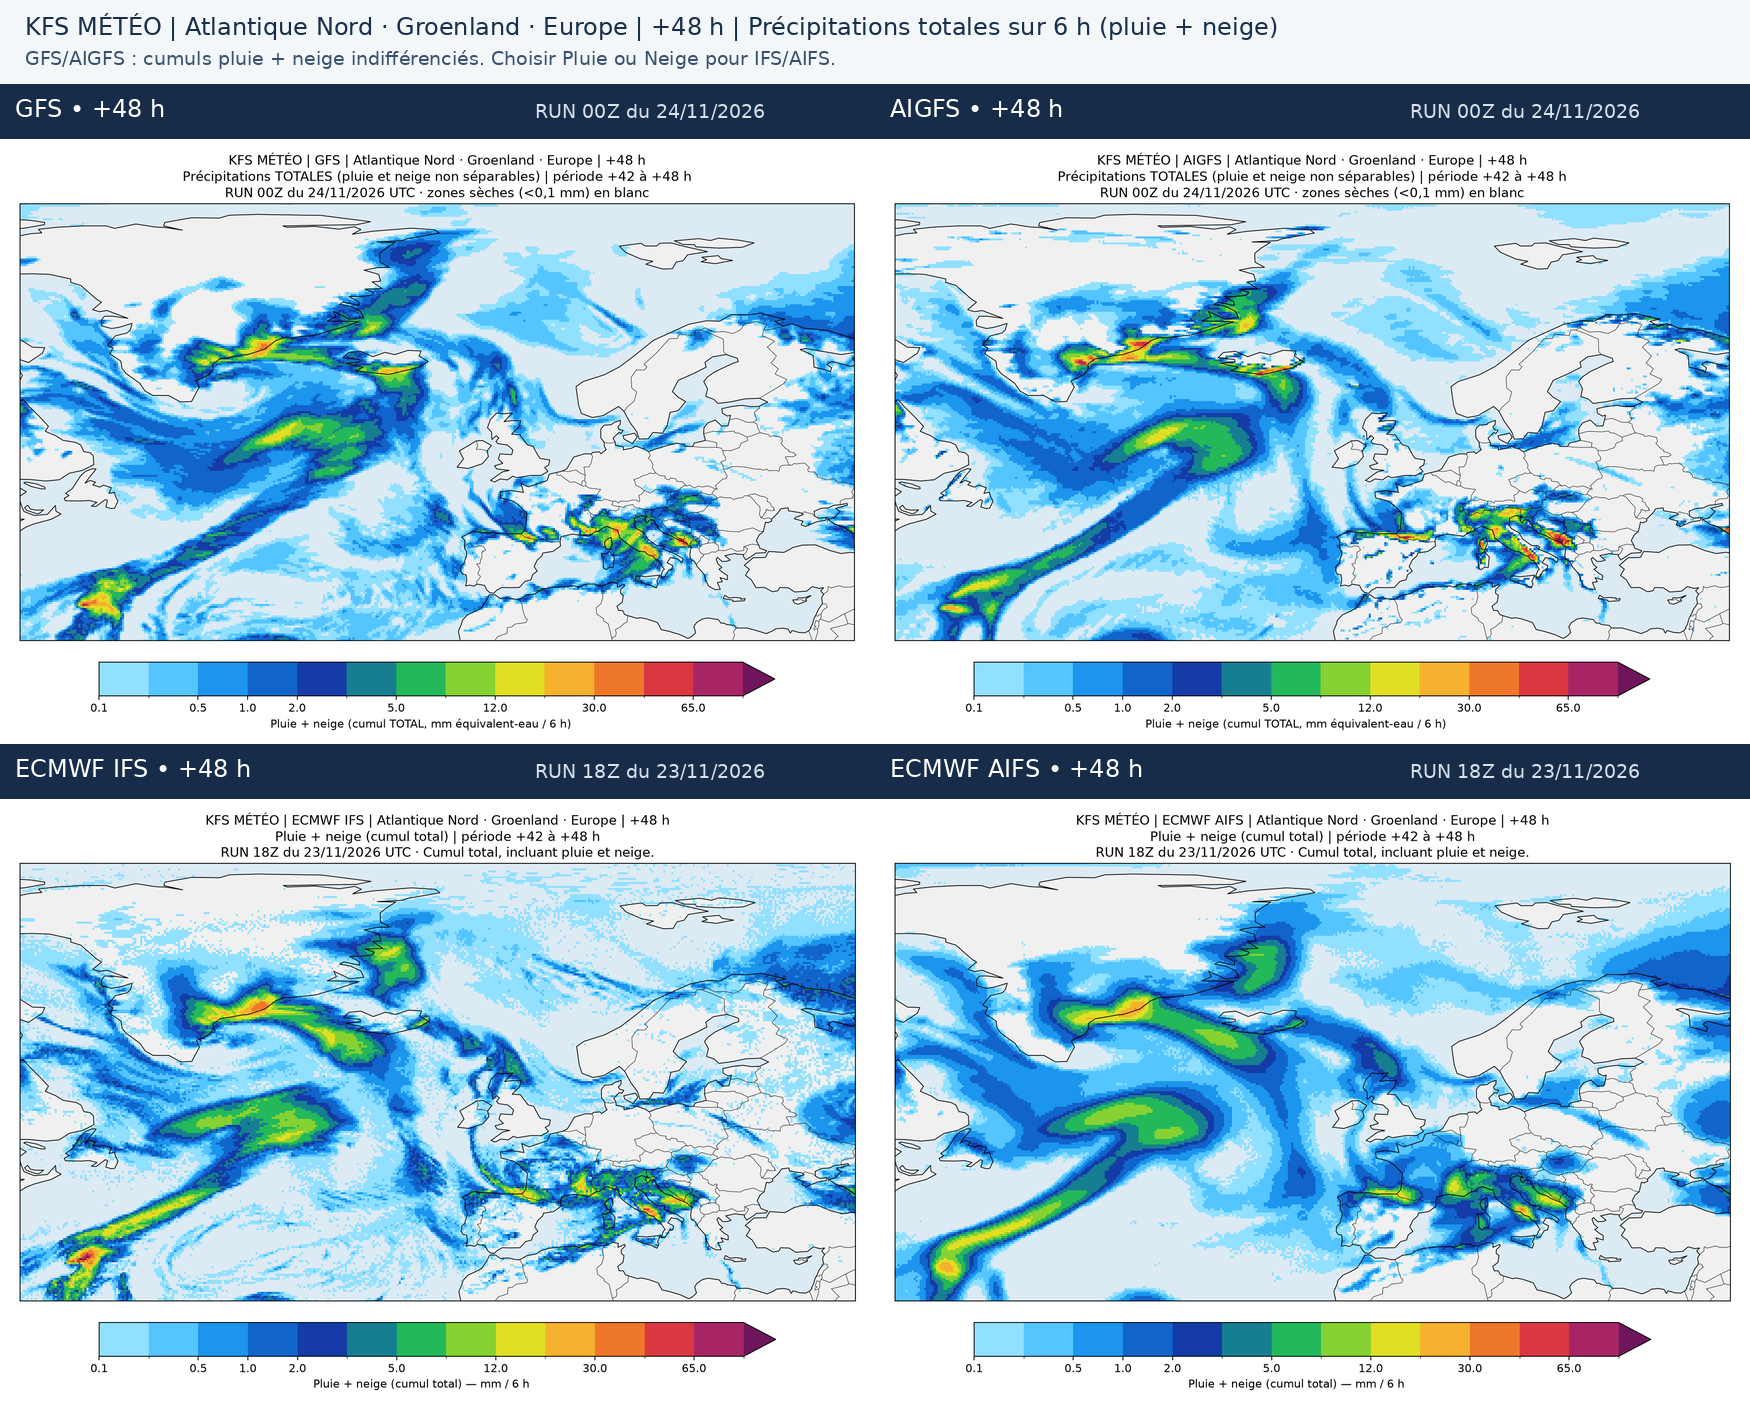 KFS MÉTÉO | Atlantique Nord · Groenland · Europe | +48 h | Précipitations totales sur 6 h (pluie + neige)
GFS/AIGFS : cumuls pluie + neige indifférenciés. Choisir Pluie ou Neige pour IFS/AIFS.
GFS • +48 h
RUN 00Z du 24/11/2026
AIGFS • +48 h
RUN 00Z du 24/11/2026
KFS MÉTÉO | GFS | Atlantique Nord · Groenland · Europe | +48 h
Précipitations TOTALES (pluie et neige non séparables) | période +42 à +48 h
RUN 00Z du 24/11/2026 UTC · zones sèches (<0,1 mm) en blanc
KFS MÉTÉO | AIGFS | Atlantique Nord · Groenland · Europe | +48 h
Précipitations TOTALES (pluie et neige non séparables) | période +42 à +48 h
RUN 00Z du 24/11/2026 UTC · zones sèches (<0,1 mm) en blanc
0.1 0.5 1.0 2.0 5.0 12.0 30.0 65.0
Pluie + neige (cumul TOTAL, mm équivalent-eau / 6 h)
0.1 0.5 1.0 2.0 5.0 12.0 30.0 65.0
Pluie + neige (cumul TOTAL, mm équivalent-eau / 6 h)
ECMWF IFS • +48 h
RUN 18Z du 23/11/2026
ECMWF AIFS • +48 h
RUN 18Z du 23/11/2026
KFS MÉTÉO | ECMWF IFS | Atlantique Nord · Groenland · Europe | +48 h
Pluie + neige (cumul total) | période +42 à +48 h
RUN 18Z du 23/11/2026 UTC · Cumul total, incluant pluie et neige.
KFS MÉTÉO | ECMWF AIFS | Atlantique Nord · Groenland · Europe | +48 h
Pluie + neige (cumul total) | période +42 à +48 h
RUN 18Z du 23/11/2026 UTC · Cumul total, incluant pluie et neige.
0.1 0.5 1.0 2.0 5.0 12.0 30.0 65.0
Pluie + neige (cumul total) — mm / 6 h
0.1 0.5 1.0 2.0 5.0 12.0 30.0 65.0
Pluie + neige (cumul total) — mm / 6 h